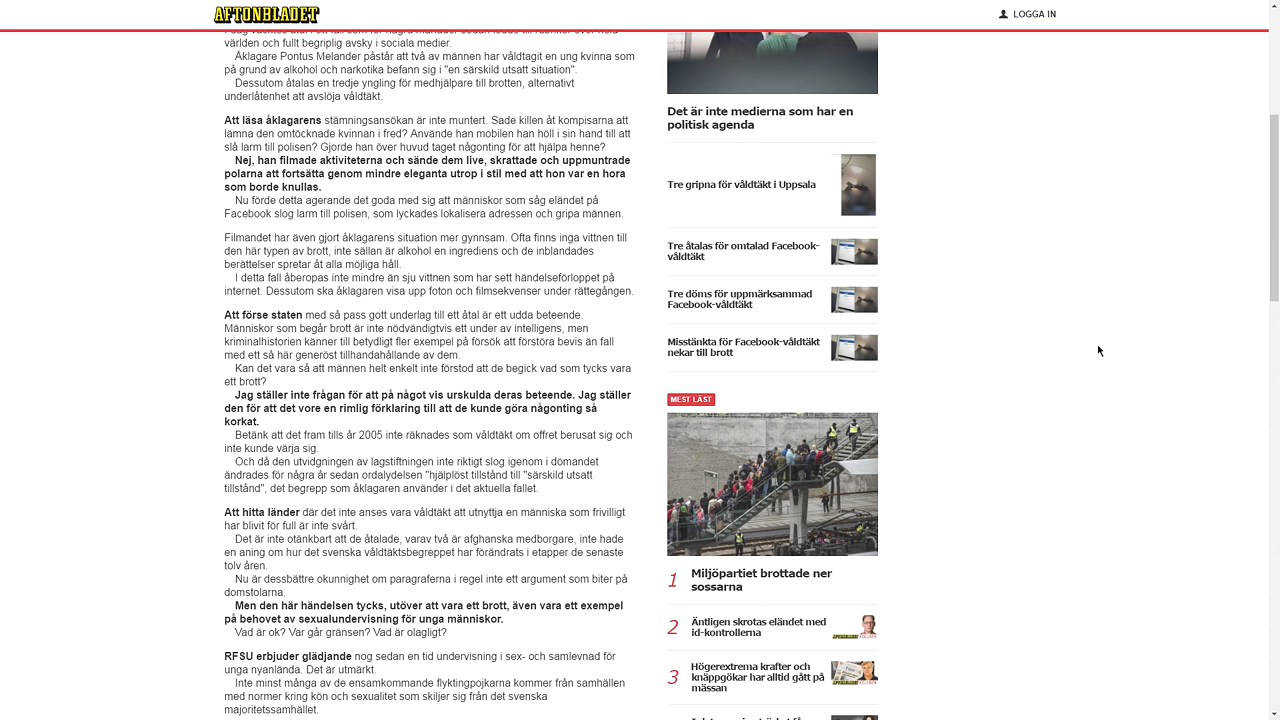 AFTONBLADET
LOGGA IN
världen och fullt begriplig avsky i sociala medier.
Åklagare Pontus Melander påstår att två av männen har våldtagit en ung kvinna som
på grund av alkohol och narkotika befann sig i "en särskild utsatt situation".
Dessutom åtalas en tredje yngling för medhjälpare till brotten, alternativt
underlåtenhet att avslöja våldtäkt.
Att läsa åklagarens stämningsansökan är inte muntert. Sade killen åt kompisarna att
lämna den omtöcknade kvinnan i fred? Använde han mobilen han höll i sin hand till att
slå larm till polisen? Gjorde han över huvud taget någonting för att hjälpa henne?
Nej, han filmade aktiviteterna och sände dem live, skrattade och uppmuntrade
polarna att fortsätta genom mindre eleganta utrop i stil med att hon var en hora
som borde knullas.
Nu förde detta agerande det goda med sig att människor som såg eländet på
Facebook slog larm till polisen, som lyckades lokalisera adressen och gripa männen.
Filmandet har även gjort åklagarens situation mer gynnsam. Ofta finns inga vittnen till
den här typen av brott, inte sällan är alkohol en ingrediens och de inblandades
berättelser spretar åt alla möjliga håll.
I detta fall åberopas inte mindre än sju vittnen som har sett händelseförloppet på
internet. Dessutom ska åklagaren visa upp foton och filmsekvenser under rättegången.
Att förse staten med så pass gott underlag till ett åtal är ett udda beteende.
Människor som begår brott är inte nödvändigtvis ett under av intelligens, men
kriminalhistorien känner till betydligt fler exempel på försök att förstöra bevis än fall
med ett så här generöst tillhandahållande av dem.
Kan det vara så att männen helt enkelt inte förstod att de begick vad som tycks vara
ett brott?
Jag ställer inte frågan för att på något vis urskulda deras beteende. Jag ställer
den för att det vore en rimlig förklaring till att de kunde göra någonting så
korkat.
Betänk att det fram tills år 2005 inte räknades som våldtäkt om offret berusat sig och
inte kunde värja sig.
Och då den utvidgningen av lagstiftningen inte riktigt slog igenom i dömandet
ändrades för några år sedan ordalydelsen "hjälplöst tillstånd till "särskild utsatt
tillstånd", det begrepp som åklagaren använder i det aktuella fallet.
Att hitta länder där det inte anses vara våldtäkt att utnyttja en människa som frivilligt
har blivit för full är inte svårt.
Det är inte otänkbart att de åtalade, varav två är afghanska medborgare, inte hade
en aning om hur det svenska våldtäktsbegreppet har förändrats i etapper de senaste
tolv åren.
Nu är dessbättre okunnighet om paragraferna i regel inte ett argument som biter på
domstolarna.
Men den här händelsen tycks, utöver att vara ett brott, även vara ett exempel
på behovet av sexualundervisning för unga människor.
Vad är ok? Var går gränsen? Vad är olagligt?
RFSU erbjuder glädjande nog sedan en tid undervisning i sex- och samlevnad för
unga nyanlända. Det är utmärkt.
Inte minst många av de ensamkommande flyktingpojkarna kommer från samhällen
med normer kring kön och sexualitet som skiljer sig från det svenska
majoritetssamhället.
Det är inte medierna som har en
politisk agenda
Tre gripna för våldtäkt i Uppsala
Tre åtalas för omtalad Facebook-
våldtäkt
Tre döms för uppmärksammad
Facebook-våldtäkt
Misstänkta för Facebook-våldtäkt
nekar till brott
MEST LÄST
1 Miljöpartiet brottade ner
sossarna
2 Äntligen skrotas eländet med
id-kontrollerna
3 Högerextrema krafter och
knäppgökar har alltid gått på
mässan